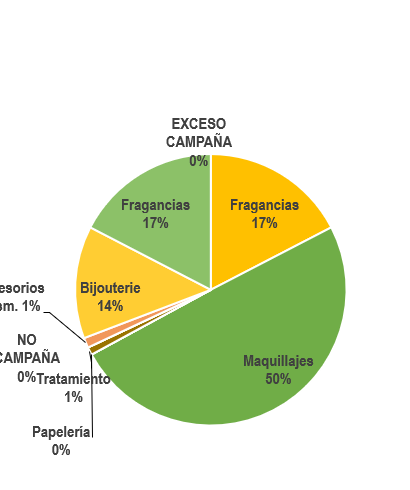 EXCESO
CAMPAÑA
0%
Fragancias
17%
Fragancias
17%
Bijouterie
14%
esorios
sm. 1%
NO
CAMPAÑA
0%
Tratamiento
1%
Maquillajes
50%
Papelería
0%